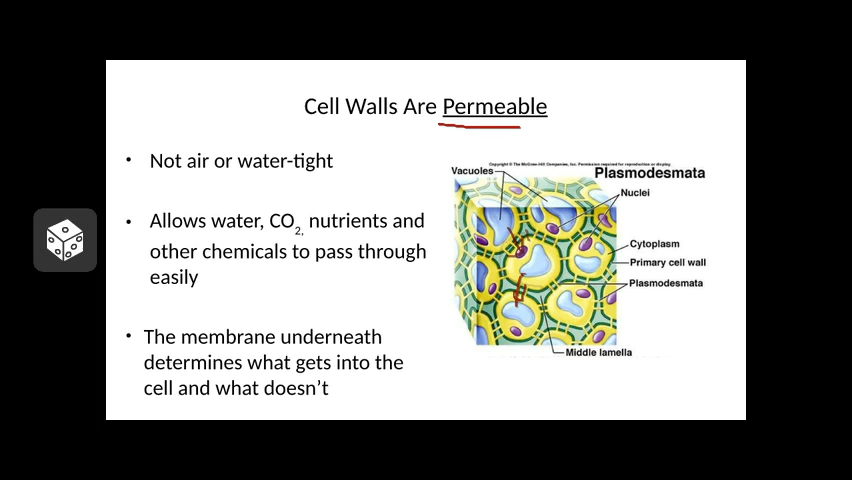 Cell Walls Are Permeable
• Not air or water-tight
• Allows water, CO2, nutrients and
other chemicals to pass through
easily
• The membrane underneath
determines what gets into the
cell and what doesn’t
Copyright © The McGraw-Hill Companies, Inc. Permission required for reproduction or display.
Plasmodesmata
Vacuoles
Nuclei
Cytoplasm
Primary cell wall
Plasmodesmata
Middle lamella